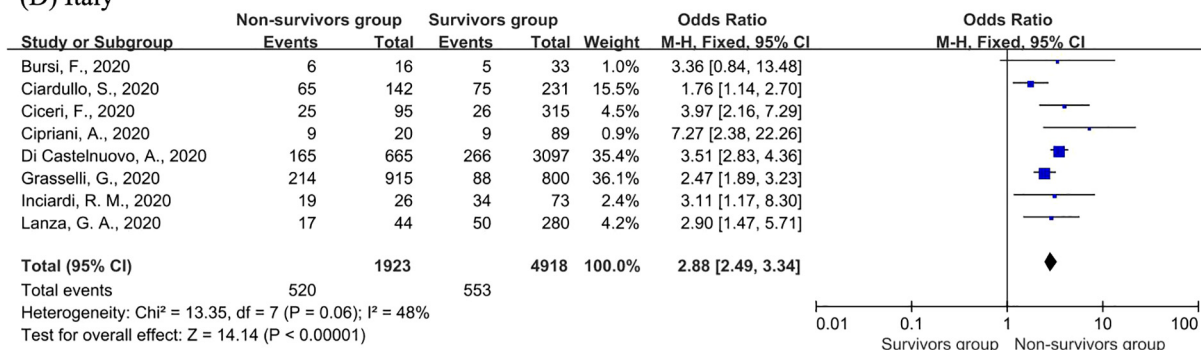 (D) Italy
Non-survivors group Survivors group Odds Ratio Odds Ratio
Study or Subgroup Events Total Events Total Weight M-H, Fixed, 95% CI M-H, Fixed, 95% CI
Bursi, F., 2020 6 16 5 33 1.0% 3.36 [0.84, 13.48]
Ciardullo, S., 2020 65 142 75 231 15.5% 1.76 [1.14, 2.70]
Ciceri, F., 2020 25 95 26 315 4.5% 3.97 [2.16, 7.29]
Cipriani, A., 2020 9 20 9 89 0.9% 7.27 [2.38, 22.26]
Di Castelnuovo, A., 2020 165 665 266 3097 35.4% 3.51 [2.83, 4.36]
Grasselli, G., 2020 214 915 88 800 36.1% 2.47 [1.89, 3.23]
Inciardi, R. M., 2020 19 26 34 73 2.4% 3.11 [1.17, 8.30]
Lanza, G. A., 2020 17 44 50 280 4.2% 2.90 [1.47, 5.71]
Total (95% CI) 1923 4918 100.0% 2.88 [2.49, 3.34]
Total events 520 553
Heterogeneity: Chi² = 13.35, df = 7 (P = 0.06); I² = 48%
Test for overall effect: Z = 14.14 (P < 0.00001)
0.01 0.1 1 10 100
Survivors group Non-survivors group